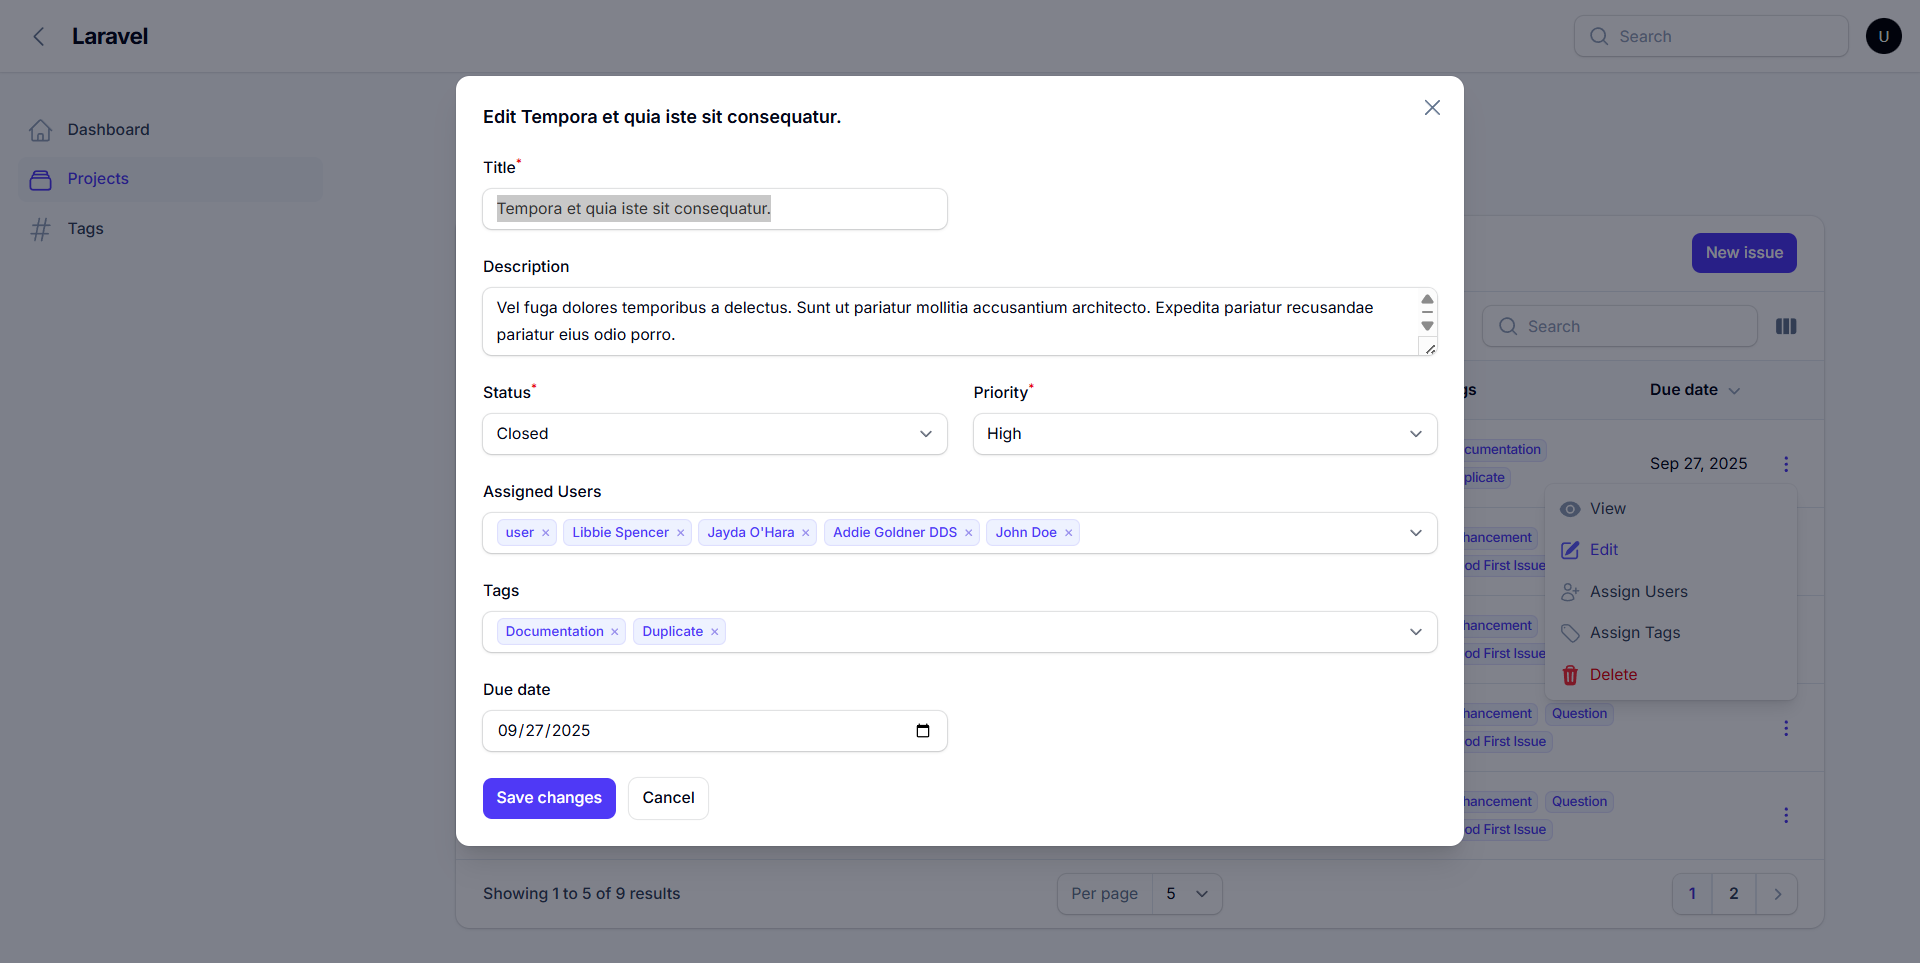 Laravel
Search
U
Dashboard
Projects
Tags
Edit Tempora et quia iste sit consequatur.
Title*
Tempora et quia iste sit consequatur.
Description
Vel fuga dolores temporibus a delectus. Sunt ut pariatur mollitia accusantium architecto. Expedita pariatur recusandae
pariatur eius odio porro.
Status* Priority*
Closed High
Assigned Users
user × Libbie Spencer × Jayda O'Hara × Addie Goldner DDS × John Doe ×
Tags
Documentation × Duplicate ×
Due date
09/27/2025
Save changes Cancel
New issue
Search
gs Due date
cumentation
plicate
Sep 27, 2025
View
Edit
Assign Users
Assign Tags
Delete
hancement
od First Issue
hancement
od First Issue
hancement Question
od First Issue
hancement Question
od First Issue
Showing 1 to 5 of 9 results
Per page 5
1 2